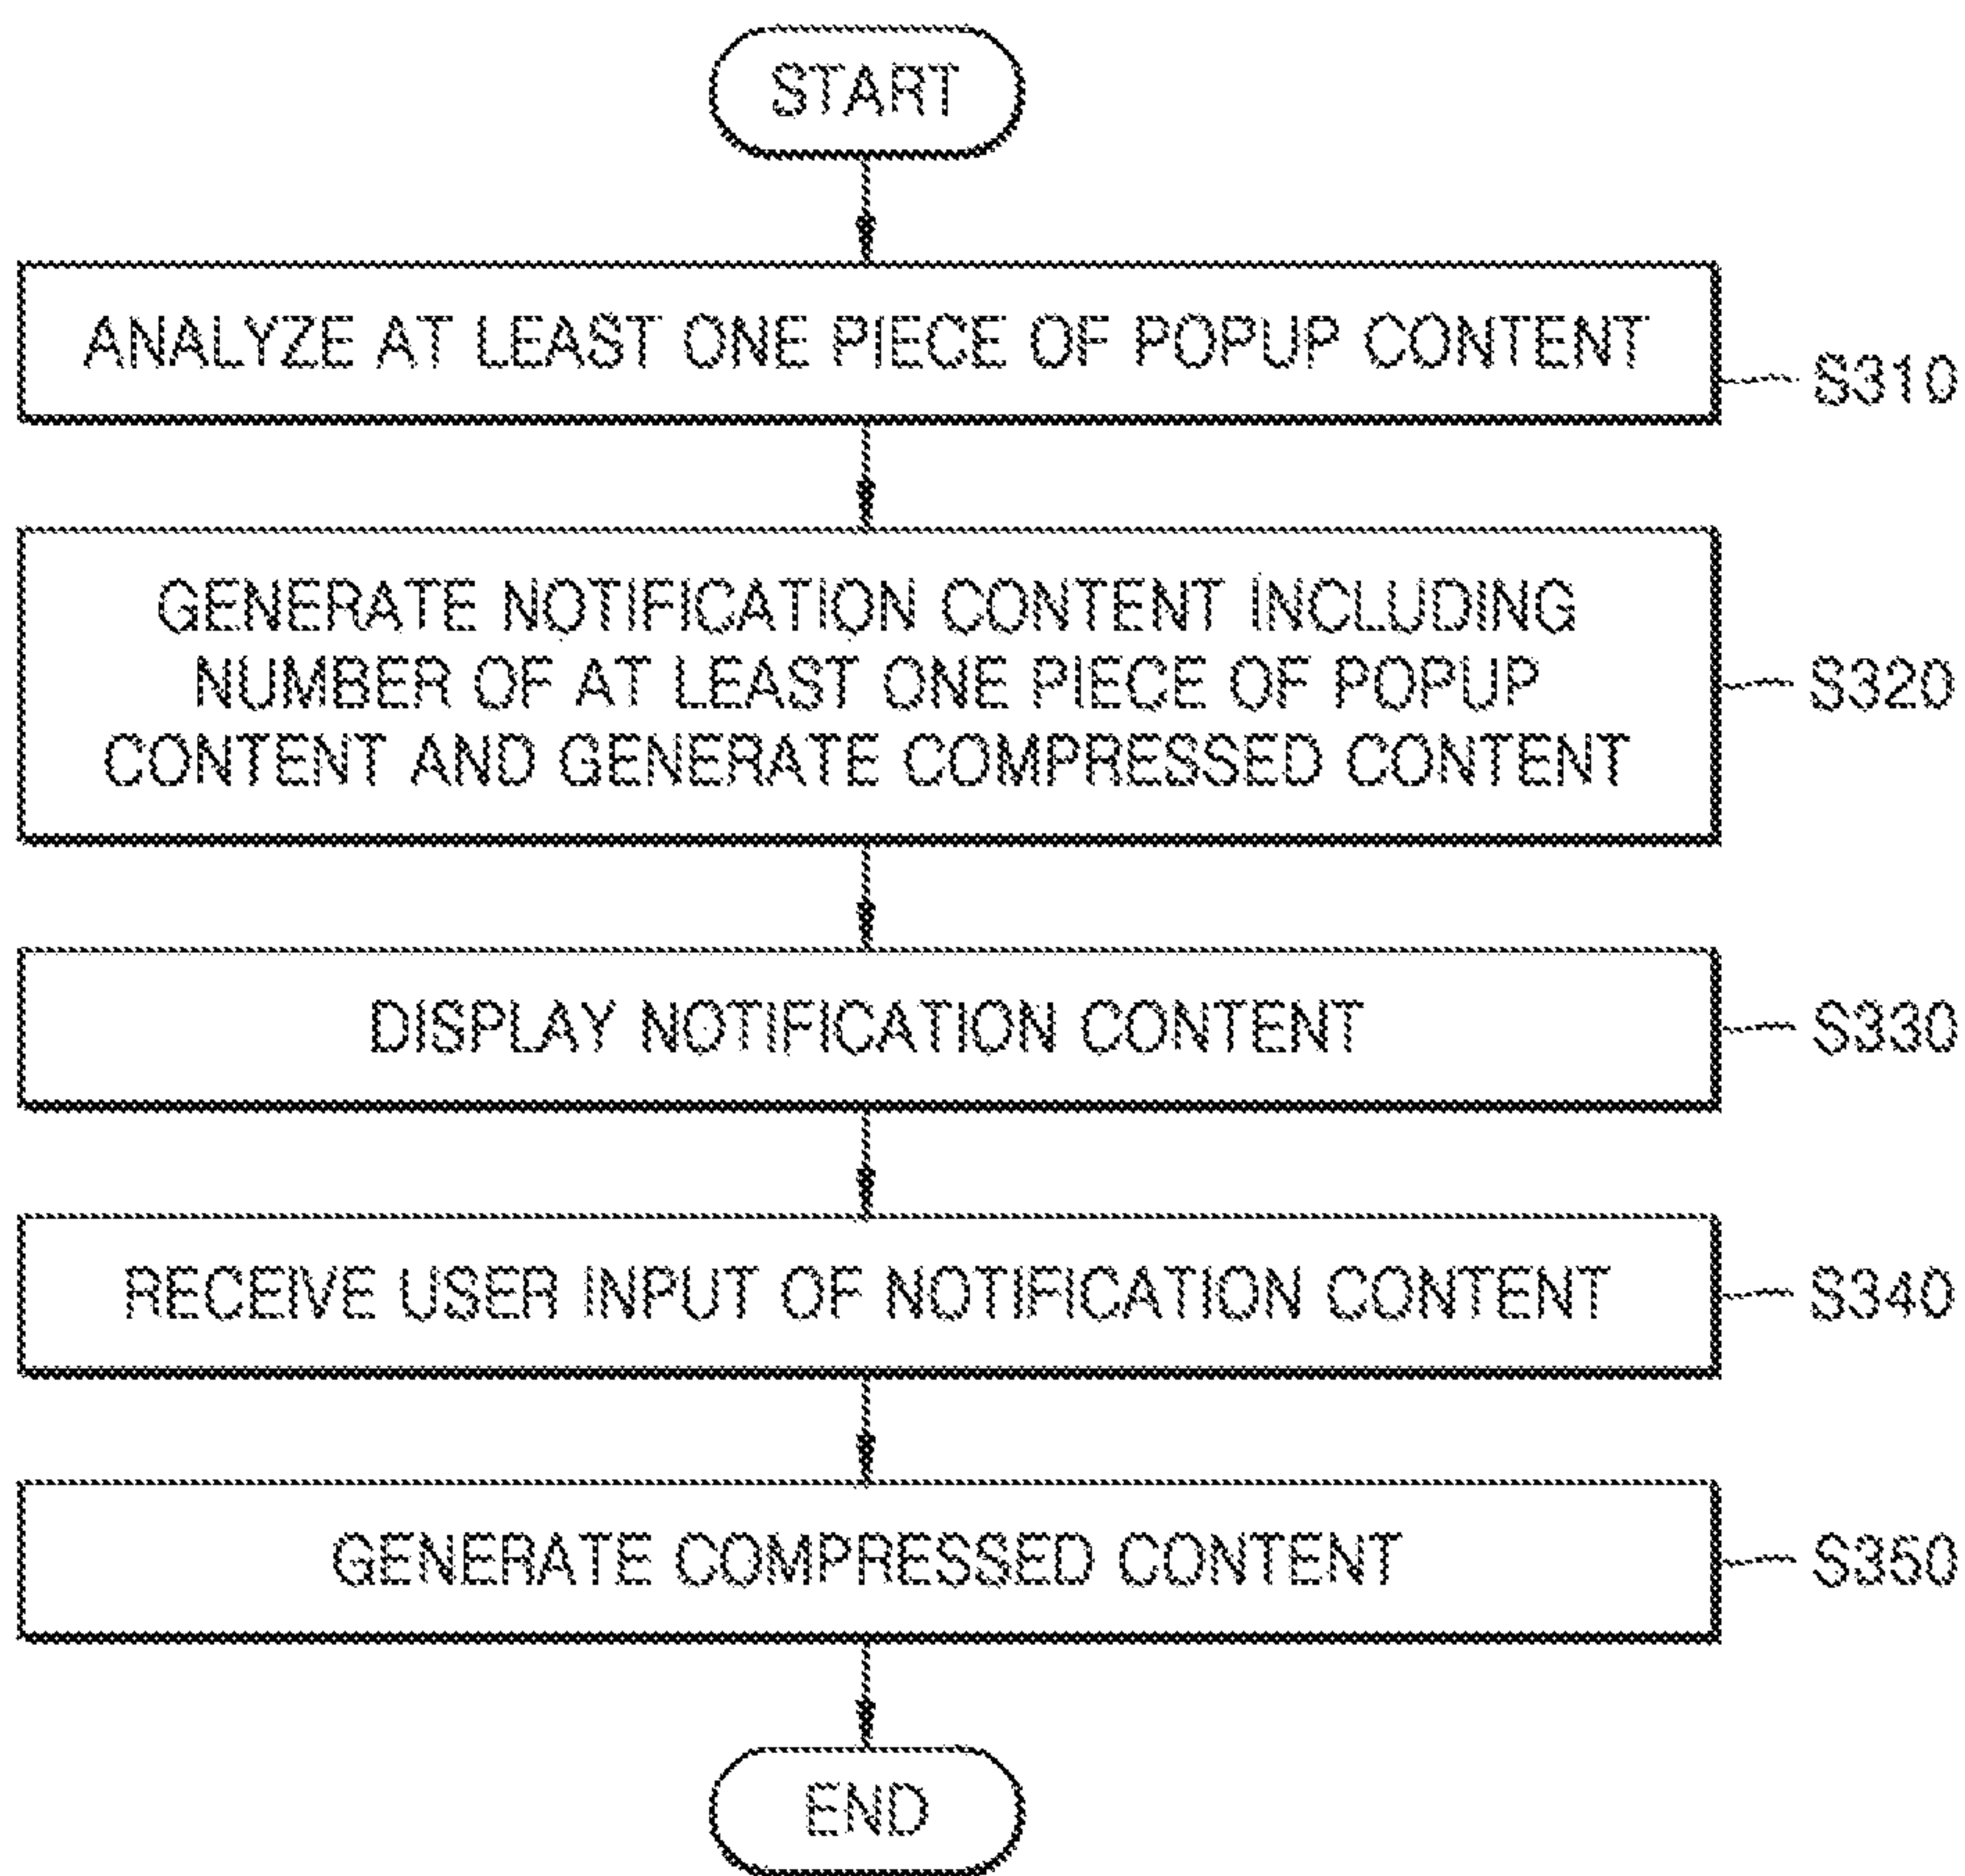 START
ANALYZE AT LEAST ONE PIECE OF POPUP CONTENT
S310
GENERATE NOTIFICATION CONTENT INCLUDING
NUMBER OF AT LEAST ONE PIECE OF POPUP
CONTENT AND GENERATE COMPRESSED CONTENT
S320
DISPLAY NOTIFICATION CONTENT
S330
RECEIVE USER INPUT OF NOTIFICATION CONTENT
S340
GENERATE COMPRESSED CONTENT
S350
END